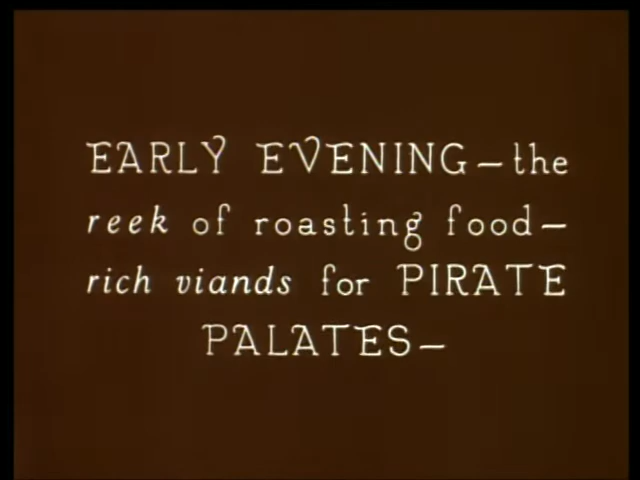 EARLY EVENING—the
reek of roasting food—
rich viands for PIRATE
PALATES—